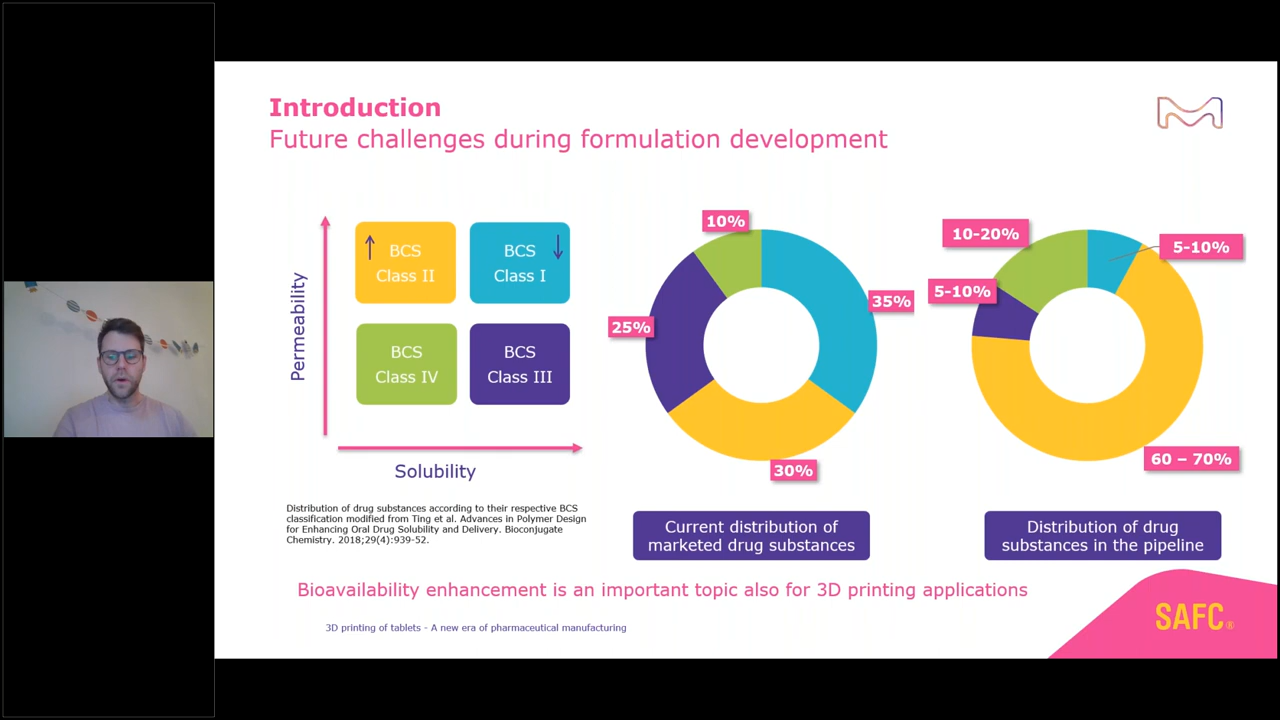 Introduction
Future challenges during formulation development
Permeability
BCS
Class II
BCS
Class I
BCS
Class IV
BCS
Class III
Solubility
Distribution of drug substances according to their respective BCS
classification modified from Ting et al. Advances in Polymer Design
for Enhancing Oral Drug Solubility and Delivery. Bioconjugate
Chemistry. 2018;29(4):939-52.
10%
35%
25%
30%
Current distribution of
marketed drug substances
10-20%
5-10%
5-10%
60 – 70%
Distribution of drug
substances in the pipeline
Bioavailability enhancement is an important topic also for 3D printing applications
3D printing of tablets - A new era of pharmaceutical manufacturing
SAFC®